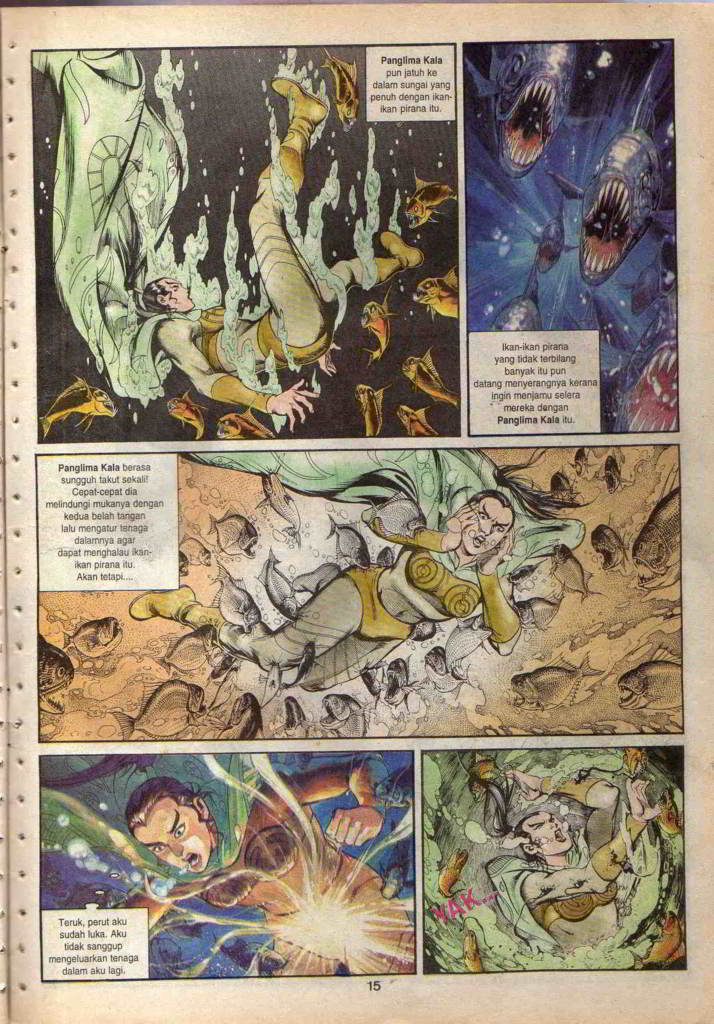 Panglima Kala
pun jatuh ke
dalam sungai yang
penuh dengan ikan-
ikan pirana itu.
Ikan-ikan pirana
yang tidak terbilang
banyak itu pun
datang menyerangnya kerana
ingin menjamu selera
mereka dengan
Panglima Kala itu.
Panglima Kala berasa
sungguh takut sekali!
Cepat-cepat dia
melindungi mukanya dengan
kedua belah tangan
lalu mengatur tenaga
dalamnya agar
dapat menghalau ikan-
ikan pirana itu.
Akan tetapi....
Teruk, perut aku
sudah luka. Aku
tidak sanggup
mengeluarkan tenaga
dalam aku lagi.
YAK...
15